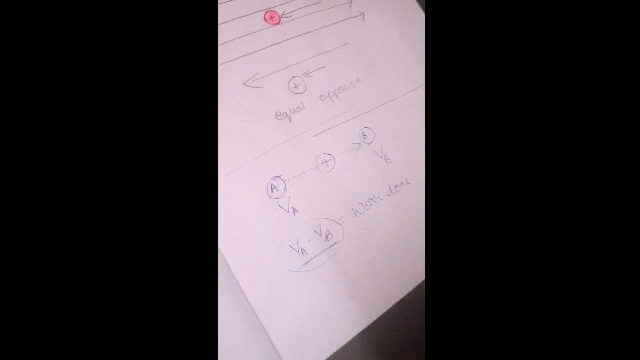 +
+
equal opposite
B
+
V_B
A
V_A
Work done
V_A - V_B